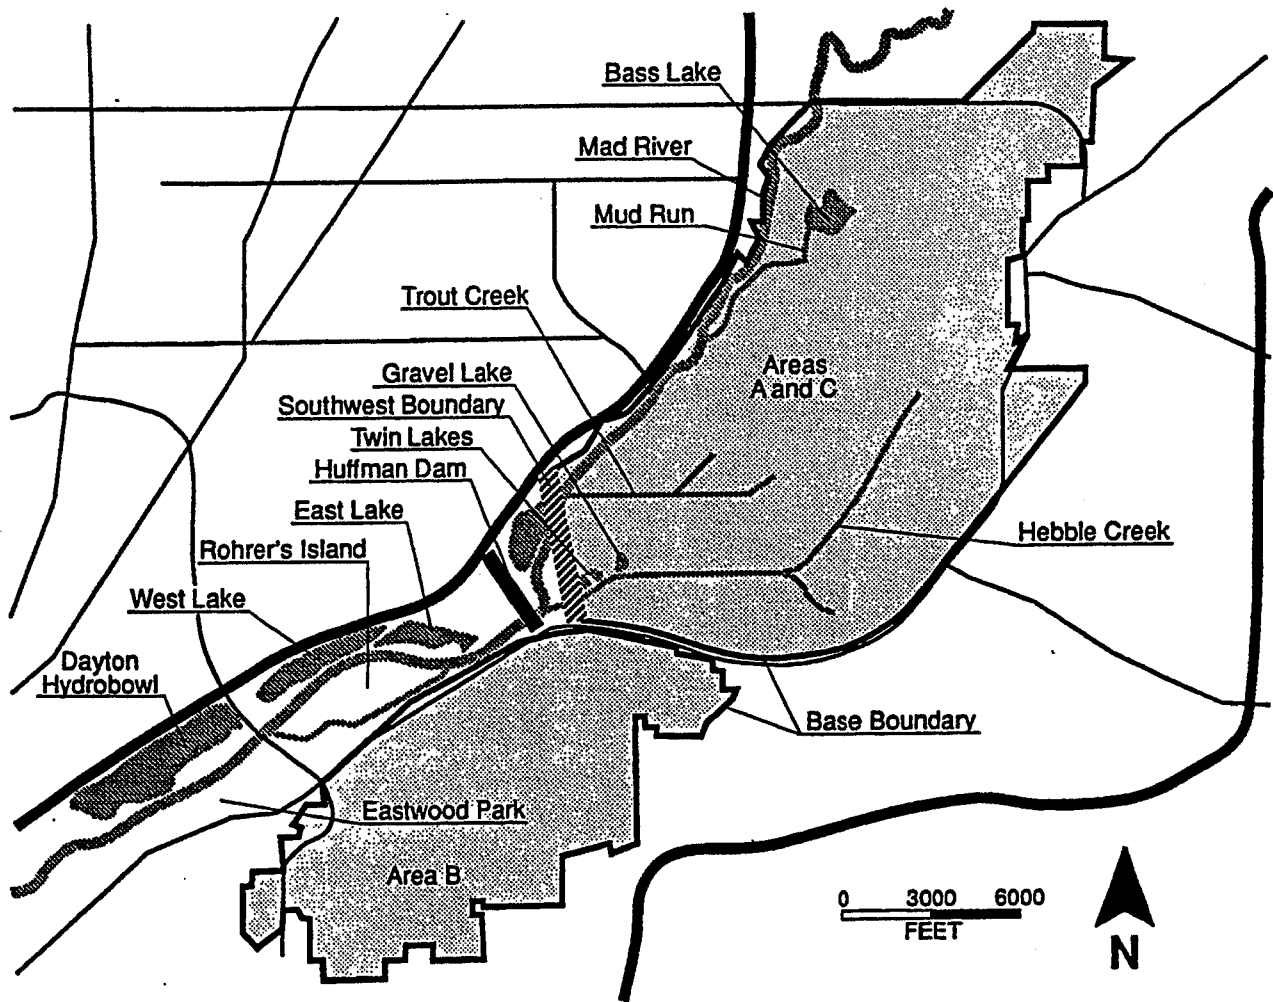 Bass Lake
Mad River
Mud Run
Trout Creek
Areas
A and C
Gravel Lake
Southwest Boundary
Twin Lakes
Huffman Dam
East Lake
Hebble Creek
Rohrer's Island
West Lake
Dayton
Hydrobowl
Base Boundary
Eastwood Park
Area B
0 3000 6000
FEET
N